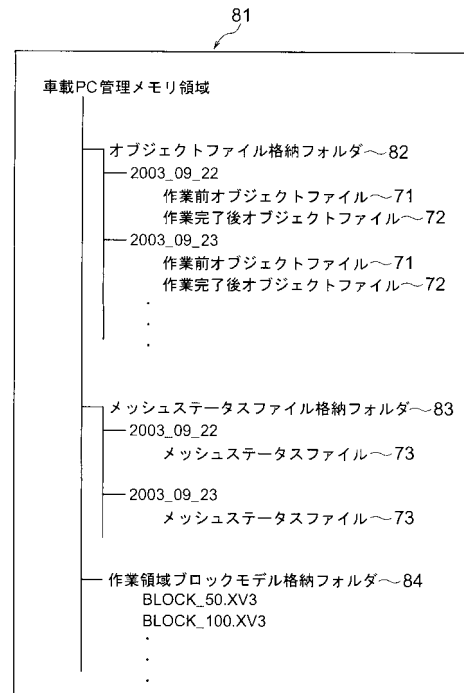 81
車載PC管理メモリ領域
オブジェクトファイル格納フォルダ～82
2003_09_22
作業前オブジェクトファイル～71
作業完了後オブジェクトファイル～72
2003_09_23
作業前オブジェクトファイル～71
作業完了後オブジェクトファイル～72
・
・
・
メッシュステータスファイル格納フォルダ～83
2003_09_22
メッシュステータスファイル～73
2003_09_23
メッシュステータスファイル～73
作業領域ブロックモデル格納フォルダ～84
BLOCK_50.XV3
BLOCK_100.XV3
・
・
・